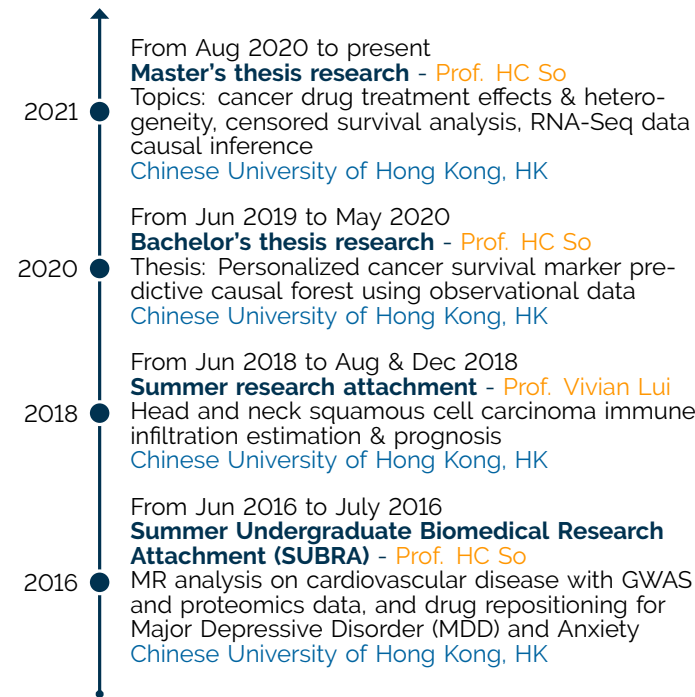 From Aug 2020 to present
Master's thesis research - Prof. HC So
2021
Topics: cancer drug treatment effects & hetero-
geneity, censored survival analysis, RNA-Seq data
causal inference
Chinese University of Hong Kong, HK
From Jun 2019 to May 2020
Bachelor's thesis research - Prof. HC So
2020
Thesis: Personalized cancer survival marker pre-
dictive causal forest using observational data
Chinese University of Hong Kong, HK
From Jun 2018 to Aug & Dec 2018
Summer research attachment - Prof. Vivian Lui
2018
Head and neck squamous cell carcinoma immune
infiltration estimation & prognosis
Chinese University of Hong Kong, HK
From Jun 2016 to July 2016
Summer Undergraduate Biomedical Research
Attachment (SUBRA) - Prof. HC So
2016
MR analysis on cardiovascular disease with GWAS
and proteomics data, and drug repositioning for
Major Depressive Disorder (MDD) and Anxiety
Chinese University of Hong Kong, HK